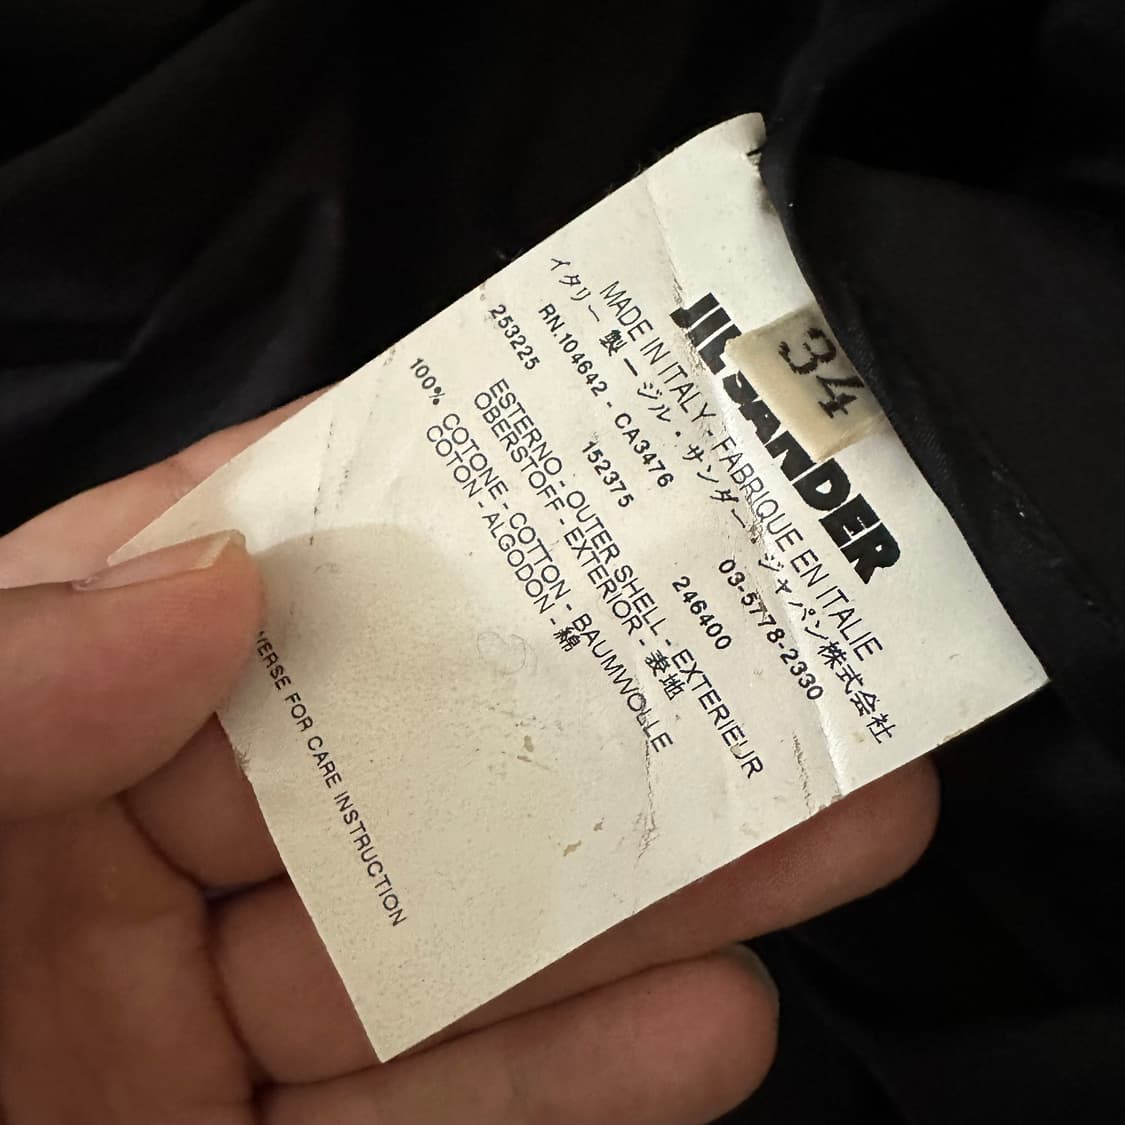 34
JIL SANDER
MADE IN ITALY - FABRIQUE EN ITALIE
イタリー製 ー ジル・サンダー・ジャパン株式会社
RN.104642 - CA3476 03-5778-2330
253225 152375 246400
ESTERNO - OUTER SHELL - EXTERIEUR
OBERSTOFF - EXTERIOR - 表地
100% COTONE - COTTON - BAUMWOLLE
COTON - ALGODON - 綿
VERSE FOR CARE INSTRUCTION